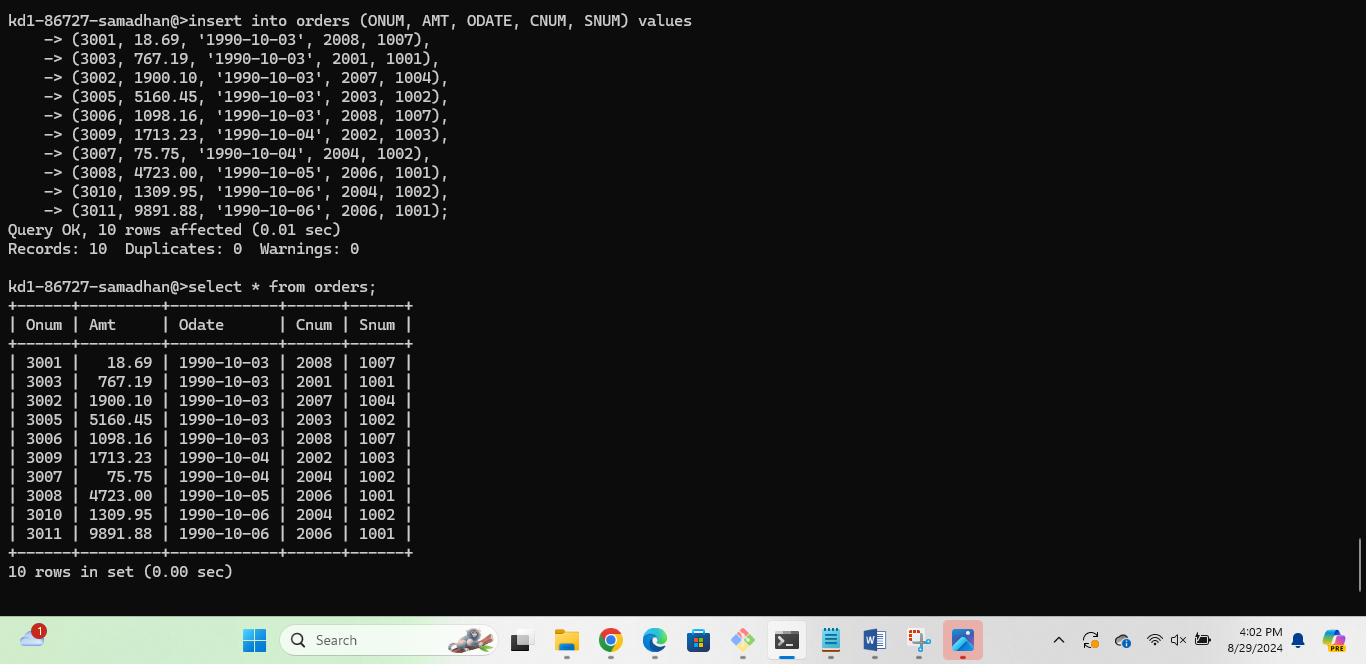 kd1-86727-samadhan@>insert into orders (ONUM, AMT, ODATE, CNUM, SNUM) values
    -> (3001, 18.69, '1990-10-03', 2008, 1007),
    -> (3003, 767.19, '1990-10-03', 2001, 1001),
    -> (3002, 1900.10, '1990-10-03', 2007, 1004),
    -> (3005, 5160.45, '1990-10-03', 2003, 1002),
    -> (3006, 1098.16, '1990-10-03', 2008, 1007),
    -> (3009, 1713.23, '1990-10-04', 2002, 1003),
    -> (3007, 75.75, '1990-10-04', 2004, 1002),
    -> (3008, 4723.00, '1990-10-05', 2006, 1001),
    -> (3010, 1309.95, '1990-10-06', 2004, 1002),
    -> (3011, 9891.88, '1990-10-06', 2006, 1001);
Query OK, 10 rows affected (0.01 sec)
Records: 10  Duplicates: 0  Warnings: 0

kd1-86727-samadhan@>select * from orders;
+------+---------+------------+------+------+
| Onum | Amt     | Odate      | Cnum | Snum |
+------+---------+------------+------+------+
| 3001 |   18.69 | 1990-10-03 | 2008 | 1007 |
| 3003 |  767.19 | 1990-10-03 | 2001 | 1001 |
| 3002 | 1900.10 | 1990-10-03 | 2007 | 1004 |
| 3005 | 5160.45 | 1990-10-03 | 2003 | 1002 |
| 3006 | 1098.16 | 1990-10-03 | 2008 | 1007 |
| 3009 | 1713.23 | 1990-10-04 | 2002 | 1003 |
| 3007 |   75.75 | 1990-10-04 | 2004 | 1002 |
| 3008 | 4723.00 | 1990-10-05 | 2006 | 1001 |
| 3010 | 1309.95 | 1990-10-06 | 2004 | 1002 |
| 3011 | 9891.88 | 1990-10-06 | 2006 | 1001 |
+------+---------+------------+------+------+
10 rows in set (0.00 sec)
1
Search
W
4:02 PM
8/29/2024
PRE